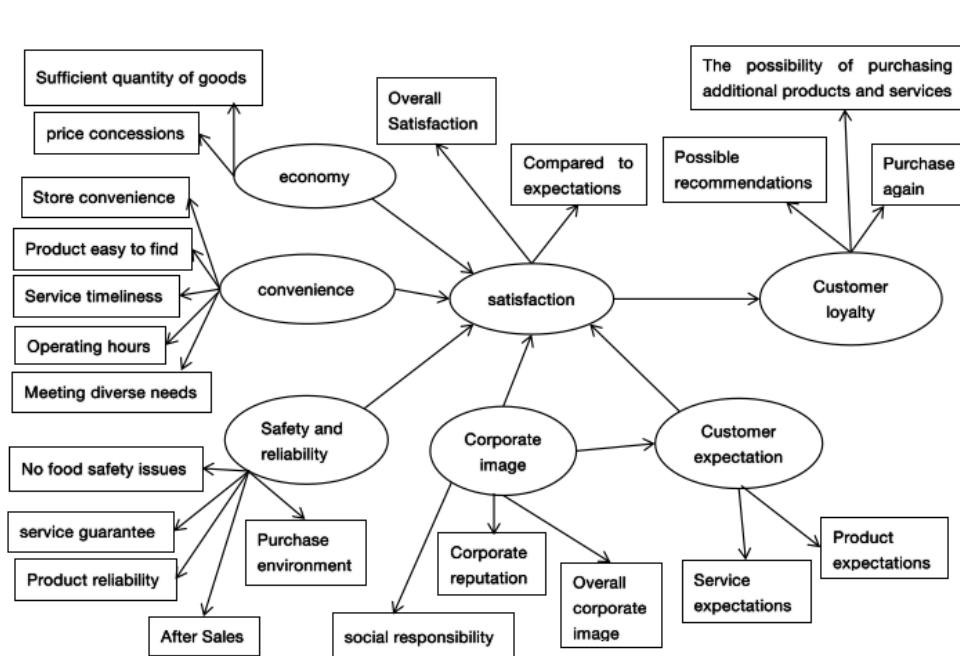 Sufficient quantity of goods
price concessions
economy
Store convenience
Product easy to find
Service timeliness
Operating hours
Meeting diverse needs
convenience
Overall
Satisfaction
Compared to
expectations
satisfaction
The possibility of purchasing
additional products and services
Possible
recommendations
Purchase
again
Customer
loyalty
Safety and
reliability
No food safety issues
service guarantee
Product reliability
After Sales
Purchase
environment
Corporate
image
social responsibility
Corporate
reputation
Overall
corporate
image
Customer
expectation
Service
expectations
Product
expectations